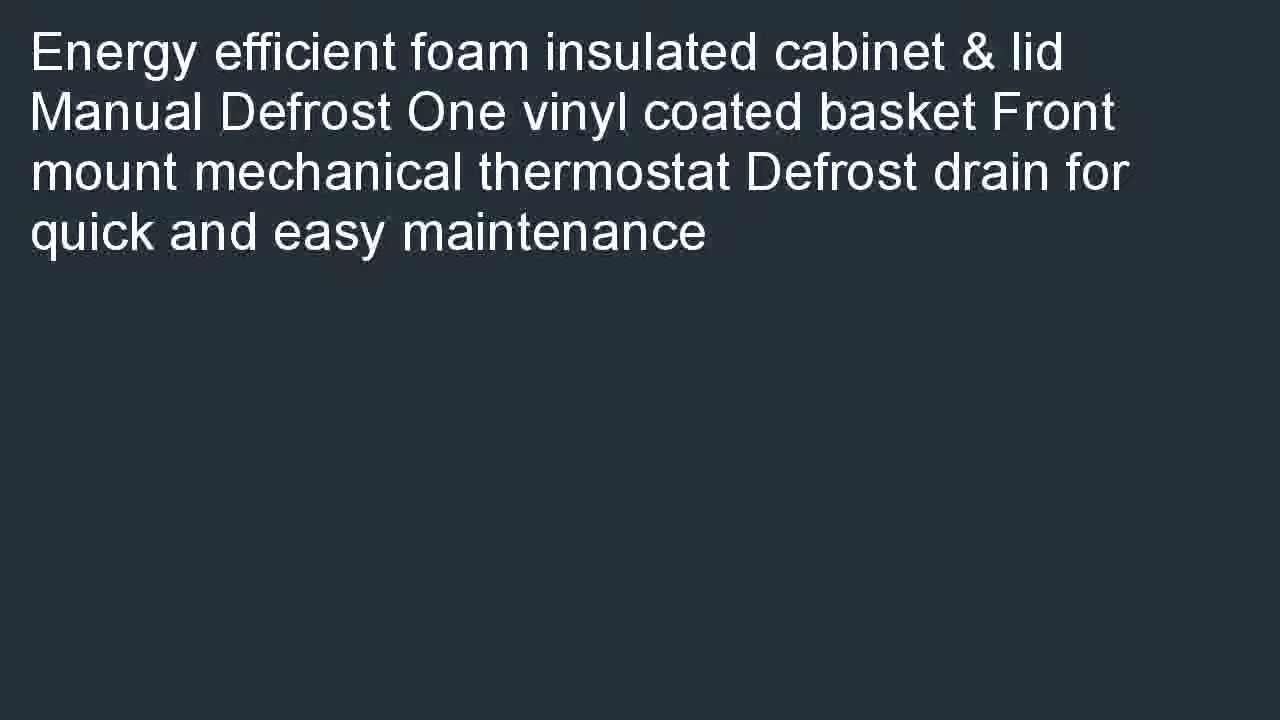 Energy efficient foam insulated cabinet & lid
Manual Defrost One vinyl coated basket Front
mount mechanical thermostat Defrost drain for
quick and easy maintenance